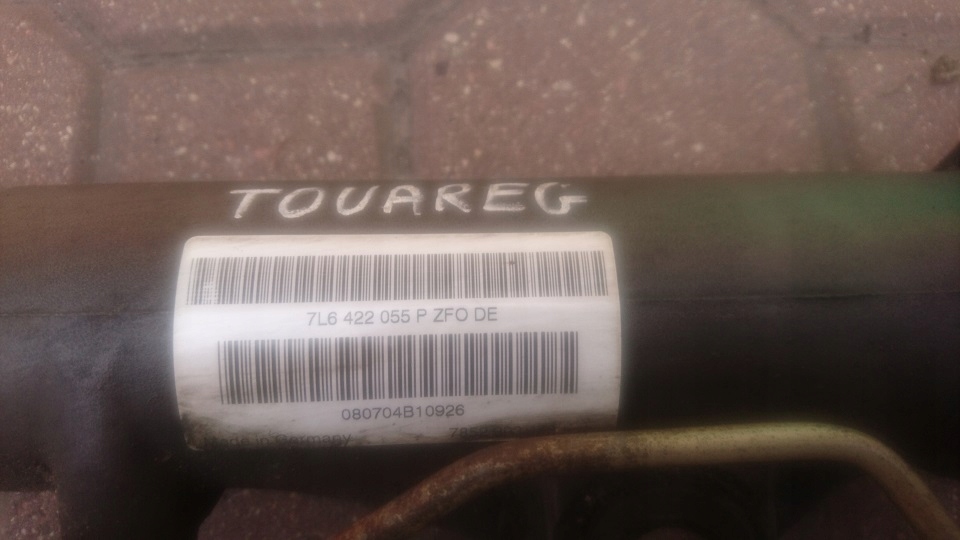 TOUAREG
7L6 422 055 P ZFO DE
080704B10926
Made in Germany